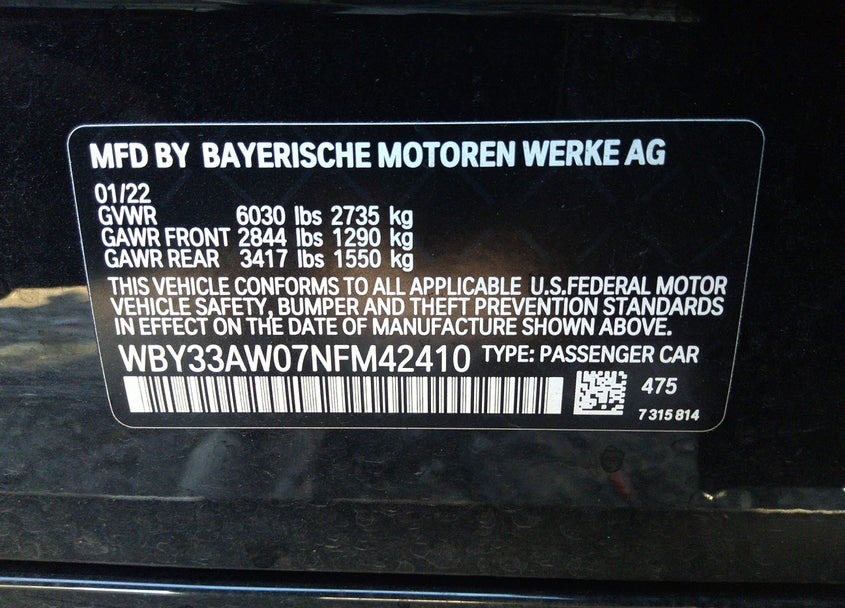 MFD BY BAYERISCHE MOTOREN WERKE AG
01/22
GVWR 6030 lbs 2735 kg
GAWR FRONT 2844 lbs 1290 kg
GAWR REAR 3417 lbs 1550 kg
THIS VEHICLE CONFORMS TO ALL APPLICABLE U.S.FEDERAL MOTOR
VEHICLE SAFETY, BUMPER AND THEFT PREVENTION STANDARDS
IN EFFECT ON THE DATE OF MANUFACTURE SHOWN ABOVE.
WBY33AW07NFM42410 TYPE: PASSENGER CAR
475
7 315 814